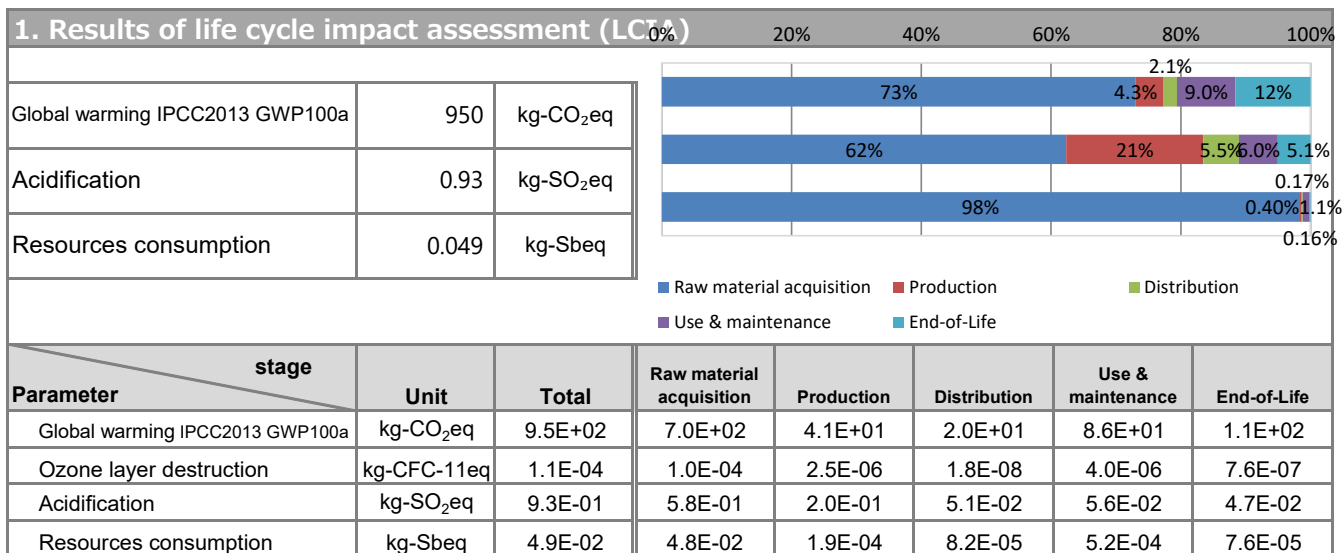 1. Results of life cycle impact assessment (LCIA)
0% 20% 40% 60% 80% 100%
Global warming IPCC2013 GWP100a 950 kg-CO₂eq
Acidification 0.93 kg-SO₂eq
Resources consumption 0.049 kg-Sbeq
2.1%
73% 4.3% 9.0% 12%
62% 21% 5.5% 6.0% 5.1%
0.17%
98% 0.40% 1.1%
0.16%
Raw material acquisition Production Distribution
Use & maintenance End-of-Life
stage
Parameter Unit Total Raw material acquisition Production Distribution Use & maintenance End-of-Life
Global warming IPCC2013 GWP100a kg-CO₂eq 9.5E+02 7.0E+02 4.1E+01 2.0E+01 8.6E+01 1.1E+02
Ozone layer destruction kg-CFC-11eq 1.1E-04 1.0E-04 2.5E-06 1.8E-08 4.0E-06 7.6E-07
Acidification kg-SO₂eq 9.3E-01 5.8E-01 2.0E-01 5.1E-02 5.6E-02 4.7E-02
Resources consumption kg-Sbeq 4.9E-02 4.8E-02 1.9E-04 8.2E-05 5.2E-04 7.6E-05